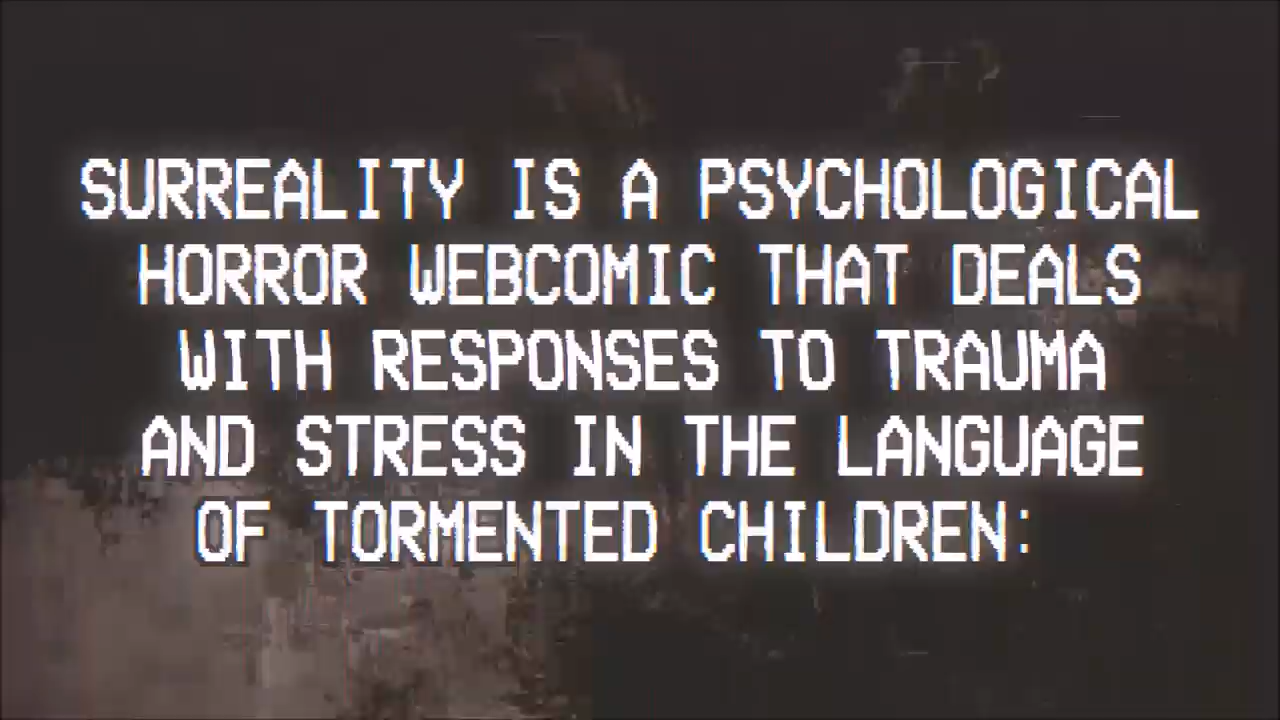 SURREALITY IS A PSYCHOLOGICAL
HORROR WEBCOMIC THAT DEALS
WITH RESPONSES TO TRAUMA
AND STRESS IN THE LANGUAGE
OF TORMENTED CHILDREN: